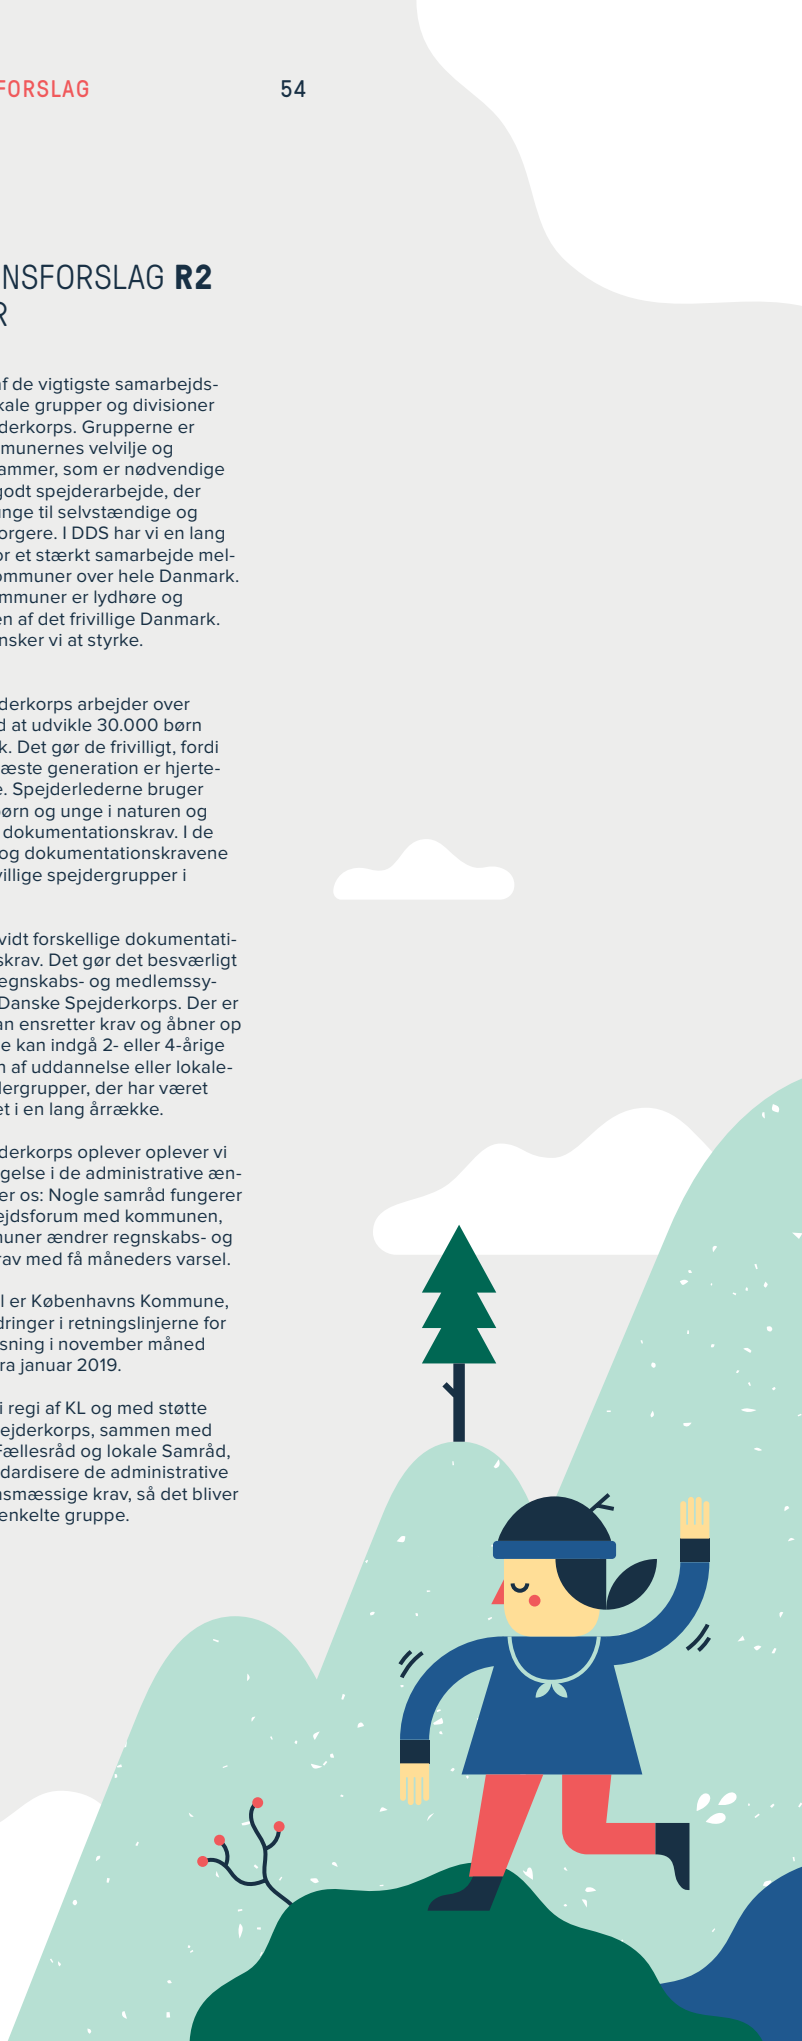 FORSLAG 54
NSFORSLAG R2
R
af de vigtigste samarbejds-
kale grupper og divisioner
derkorps. Grupperne er
munernes velvilje og
ammer, som er nødvendige
godt spejderarbejde, der
unge til selvstændige og
orgere. I DDS har vi en lang
or et stærkt samarbejde mel-
ommuner over hele Danmark.
mmuner er lydhøre og
en af det frivillige Danmark.
nsker vi at styrke.
derkorps arbejder over
d at udvikle 30.000 børn
k. Det gør de frivilligt, fordi
æste generation er hjerte-
e. Spejderlederne bruger
børn og unge i naturen og
dokumentationskrav. I de
og dokumentationskravene
villige spejdergrupper i
vidt forskellige dokumentati-
skrav. Det gør det besværligt
egnskabs- og medlemssy-
Danske Spejderkorps. Der er
an ensretter krav og åbner op
e kan indgå 2- eller 4-årige
n af uddannelse eller lokale-
dergrupper, der har været
et i en lang årrække.
derkorps oplever oplever vi
gelse i de administrative æn-
er os: Nogle samråd fungerer
ejdsforum med kommunen,
nuner ændrer regnskabs- og
rav med få måneders varsel.
l er Københavns Kommune,
dringer i retningslinjerne for
sning i november måned
ra januar 2019.
i regi af KL og med støtte
ejderkorps, sammen med
Fællesråd og lokale Samråd,
dardisere de administrative
nsmæssige krav, så det bliver
enkelte gruppe.